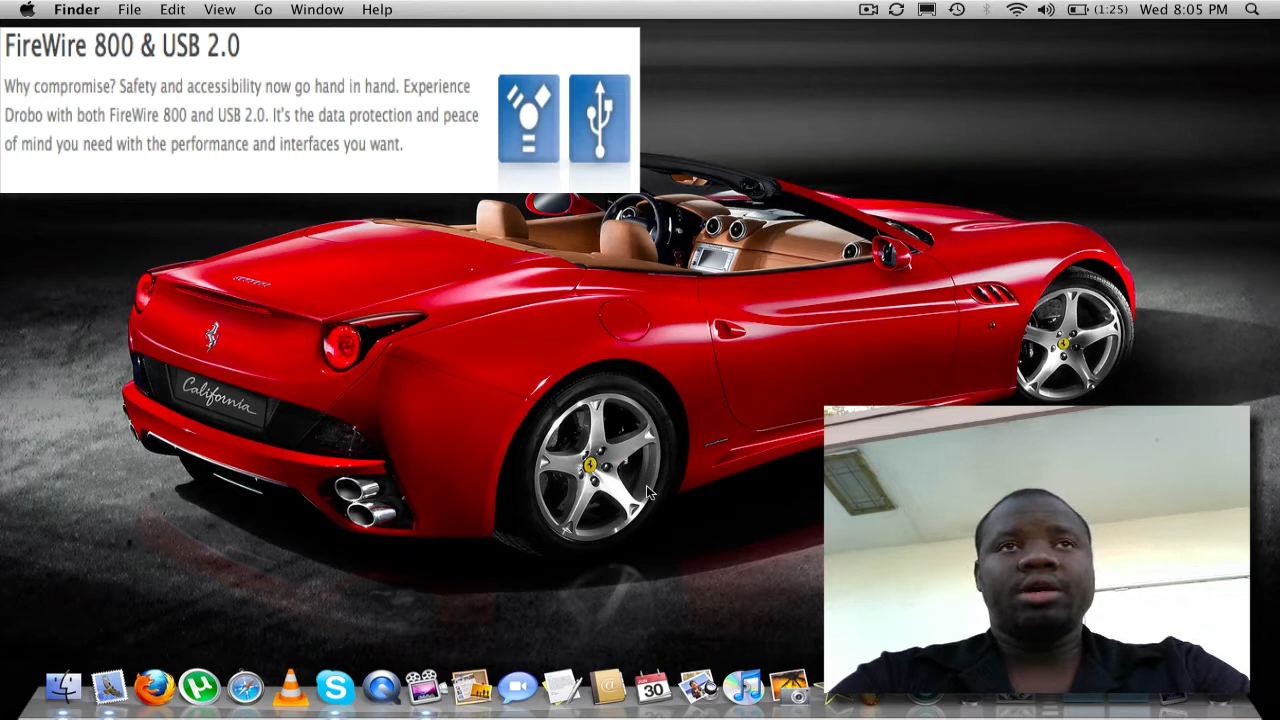 Finder File Edit View Go Window Help (1:25) Wed 8:05 PM
FireWire 800 & USB 2.0
Why compromise? Safety and accessibility now go hand in hand. Experience
Drobo with both FireWire 800 and USB 2.0. It's the data protection and peace
of mind you need with the performance and interfaces you want.
California
30